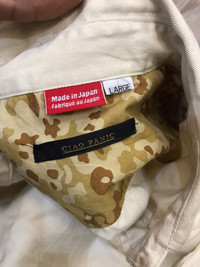 Made in Japan
fabriqué au Japon
LARGE
CIAO PANIC